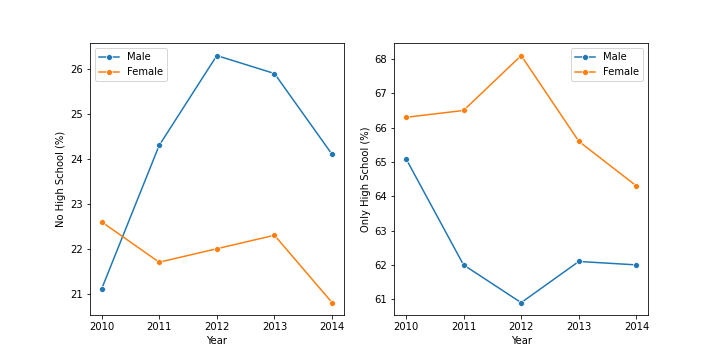 No High School (%)
26
25
24
23
22
21
Male
Female
2010 2011 2012 2013 2014
Year
Only High School (%)
68
67
66
65
64
63
62
61
Male
Female
2010 2011 2012 2013 2014
Year